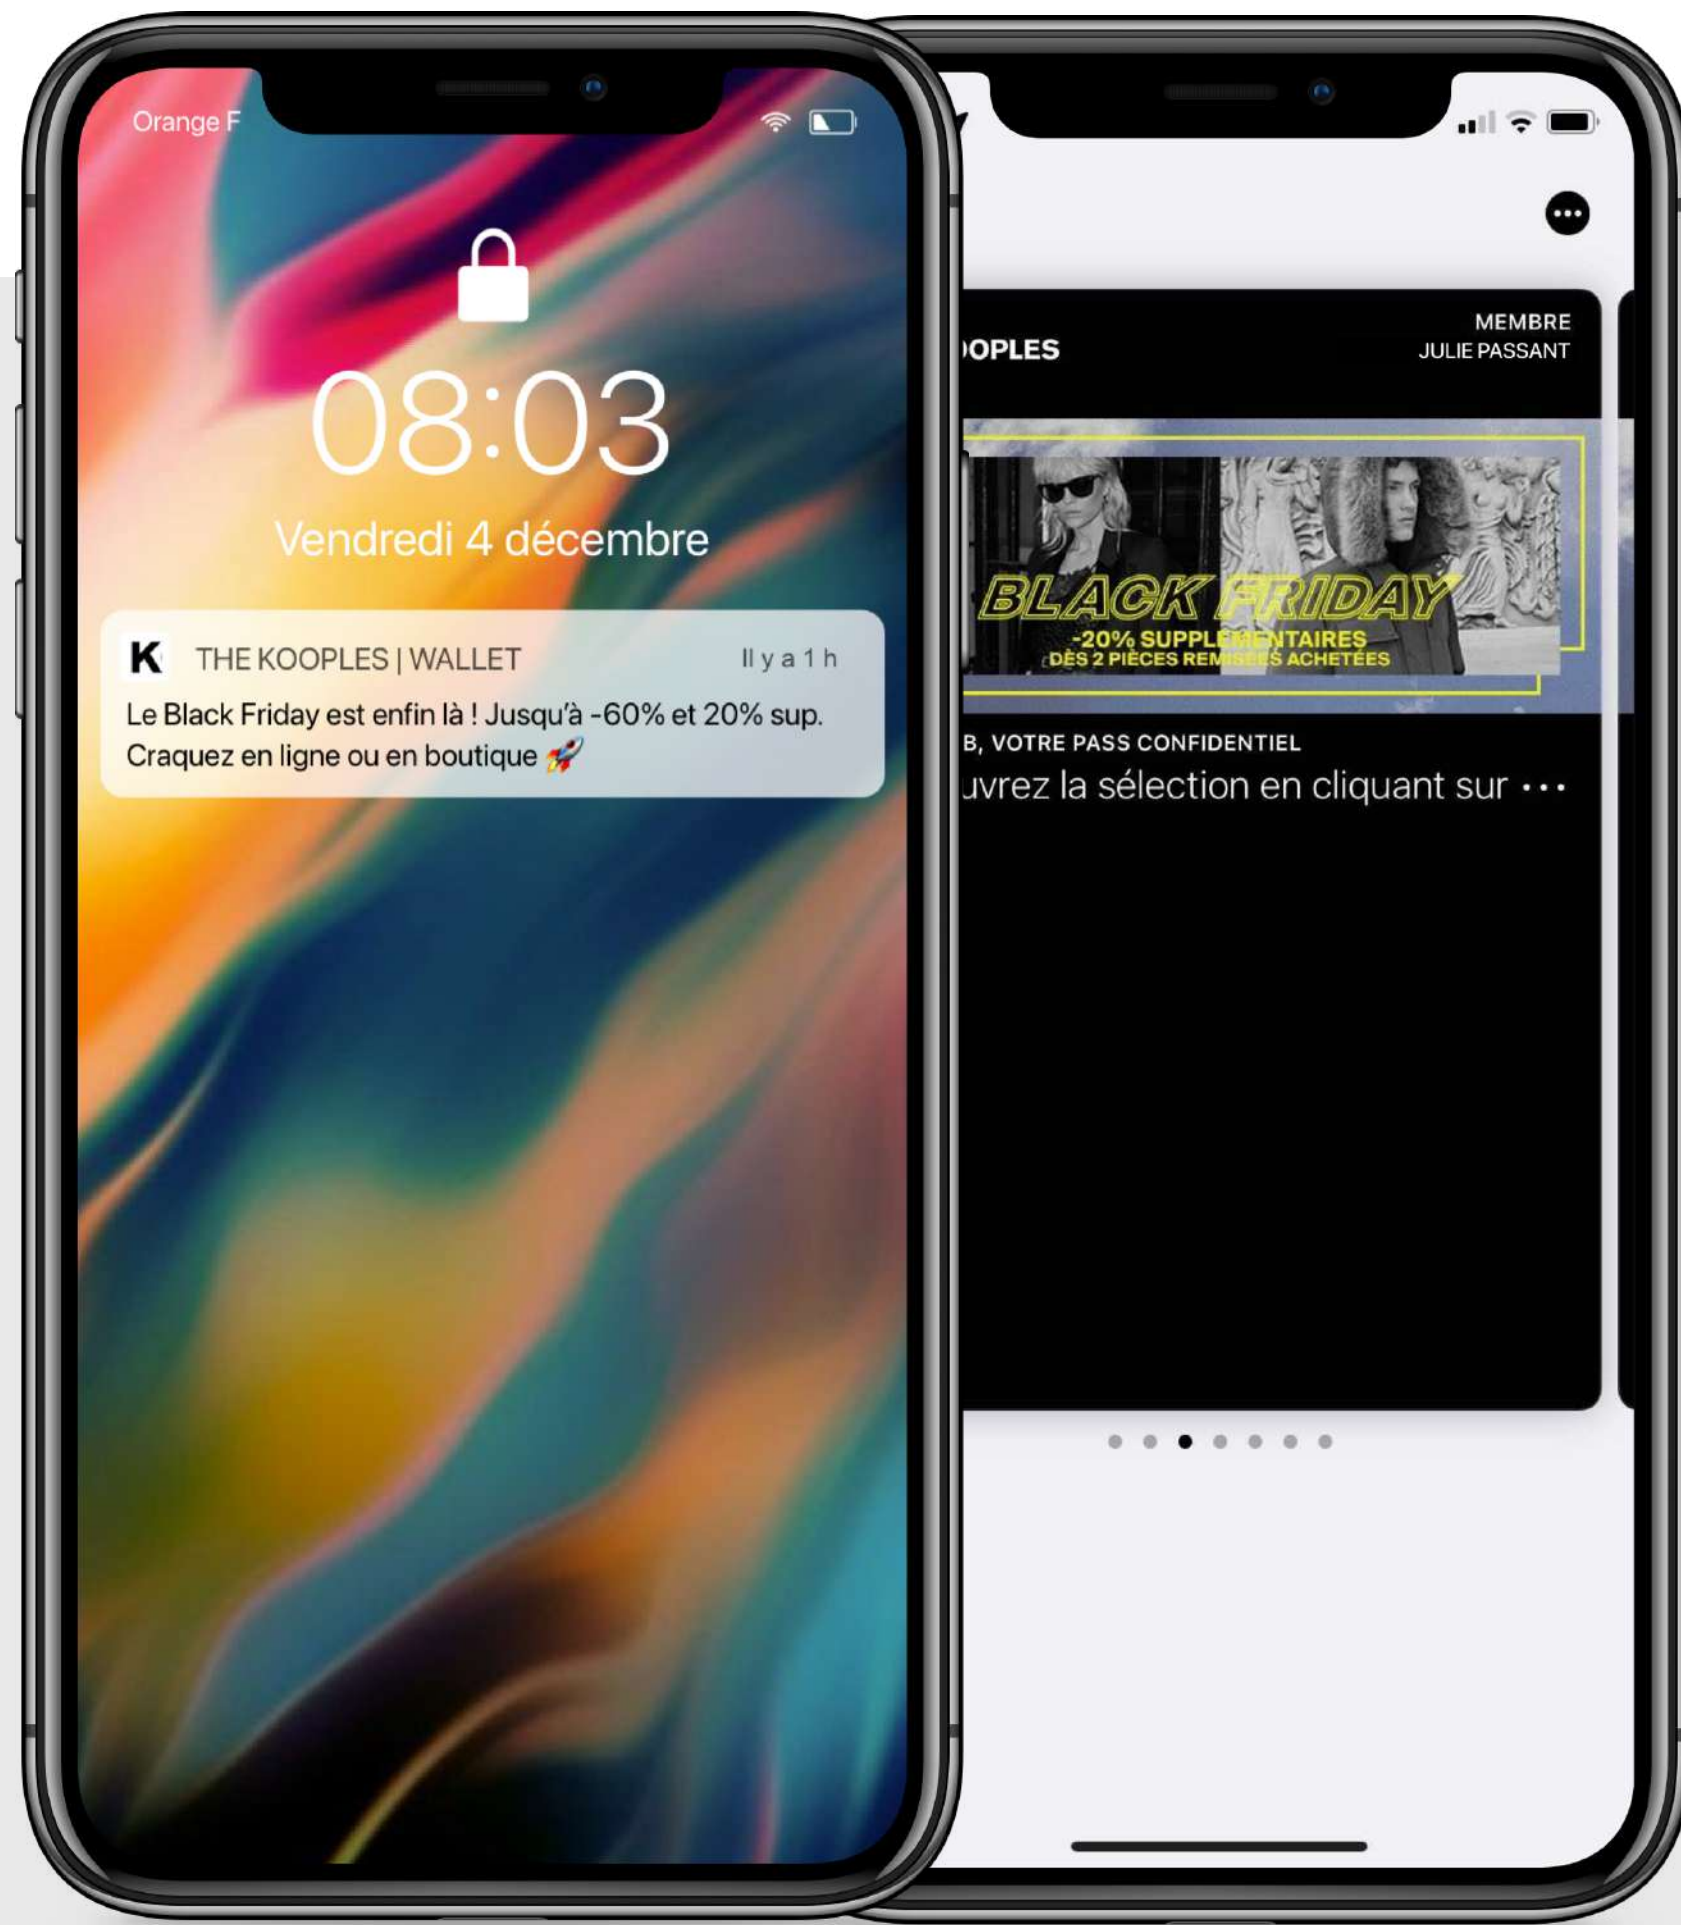 Orange F
08:03
Vendredi 4 décembre
K THE KOOPLES | WALLET Il y a 1 h
Le Black Friday est enfin là ! Jusqu'à -60% et 20% sup.
Craquez en ligne ou en boutique 🚀
MEMBRE
OOPLES JULIE PASSANT
BLACK FRIDAY
-20% SUPPLÉMENTAIRES
DÈS 2 PIÈCES REMISÉES ACHETÉES
B, VOTRE PASS CONFIDENTIEL
uvrez la sélection en cliquant sur •••